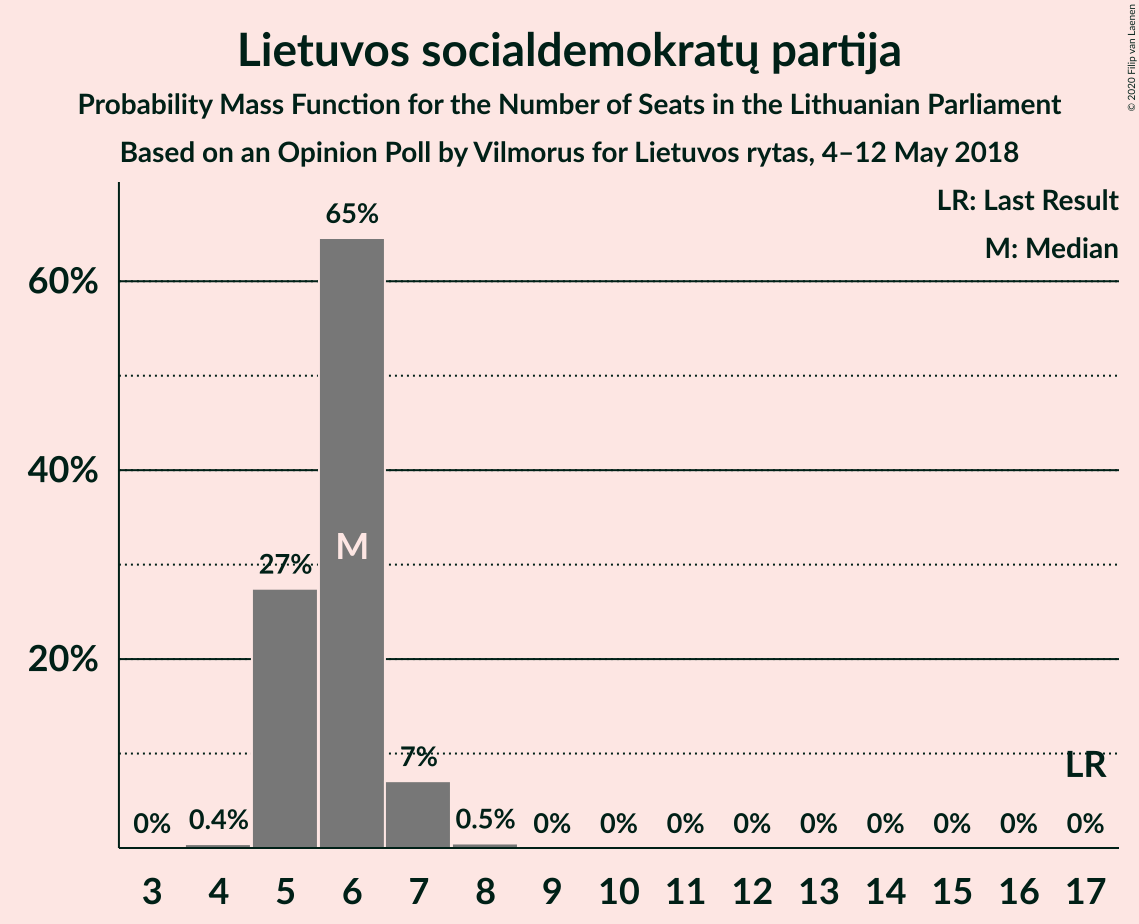 Lietuvos socialdemokratų partija
Probability Mass Function for the Number of Seats in the Lithuanian Parliament
Based on an Opinion Poll by Vilmorus for Lietuvos rytas, 4–12 May 2018
© 2020 Filip van Laenen
LR: Last Result
M: Median
65%
60%
40%
M
27%
20%
7%
LR
0% 0.4% 0.5% 0% 0% 0% 0% 0% 0% 0% 0% 0%
3 4 5 6 7 8 9 10 11 12 13 14 15 16 17